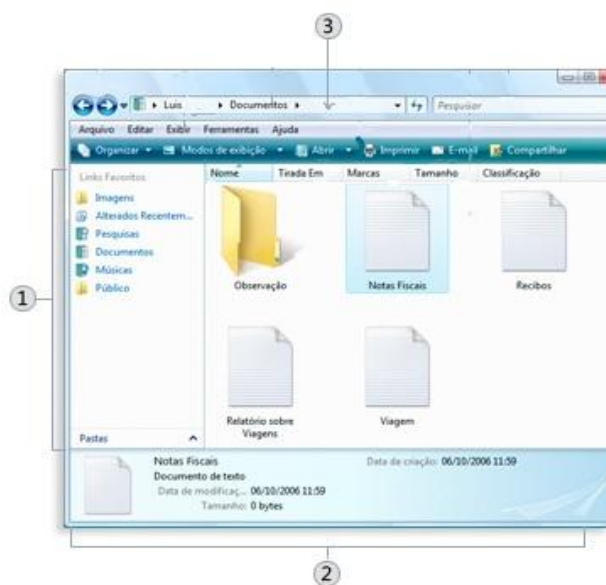 3
Luis Documentos
Pesquisar
Arquivo Editar Exibir Ferramentas Ajuda
Organizar Modos de exibição Abrir Imprimir E-mail Compartilhar
Links Favoritos
Nome Tirada Em Marcas Tamanho Classificação
Imagens
Alterados Recentem...
Pesquisas
Documentos
Músicas
Público
Observação Notas Fiscais Recibos
1
Relatório sobre Viagens
Viagem
Pastas
Notas Fiscais
Documento de texto
Data de modificaç... 06/10/2006 11:59
Tamanho: 0 bytes
Data de criação: 06/10/2006 11:59
2